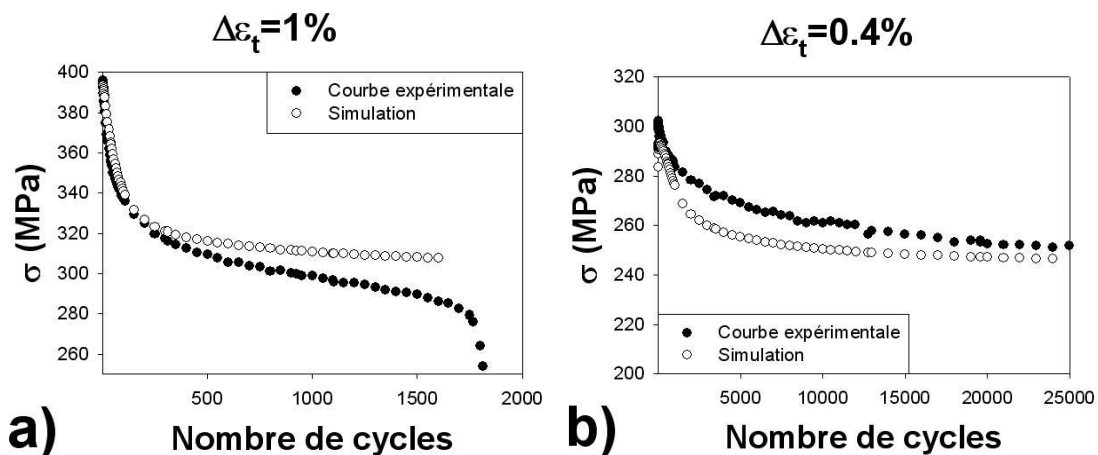 Δεt=1%
400
380
360
340
320
300
280
260
σ (MPa)
Courbe expérimentale
Simulation
500
1000
1500
2000
Nombre de cycles
a)
Δεt=0.4%
320
300
280
260
240
220
200
σ (MPa)
Courbe expérimentale
Simulation
5000
10000
15000
20000
25000
Nombre de cycles
b)